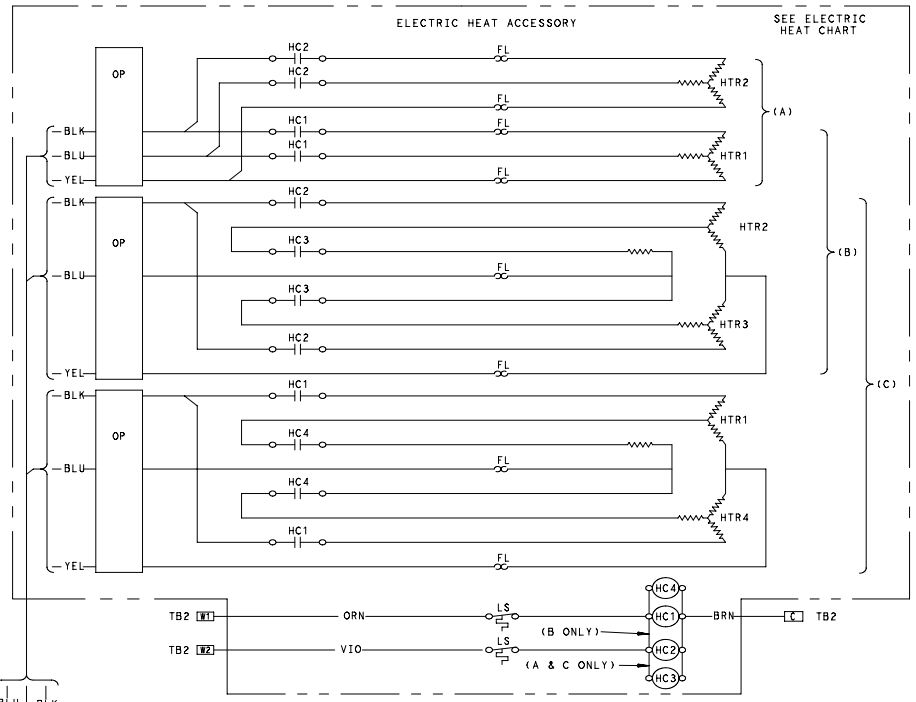 ELECTRIC HEAT ACCESSORY
SEE ELECTRIC
HEAT CHART
OP
HC2
FL
HC2
HTR2
FL
(A)
BLK
HC1
FL
BLU
HC1
HTR1
YEL
FL
BLK
HC2
HTR2
OP
HC3
(B)
BLU
FL
HC3
HTR3
HC2
YEL
FL
(C)
BLK
HC1
HTR1
OP
HC4
BLU
FL
HC4
HTR4
HC1
YEL
FL
HC4
TB2 W1
ORN
LS
HC1
BRN
C TB2
(B ONLY)
TB2 W2
VIO
LS
HC2
(A & C ONLY)
HC3